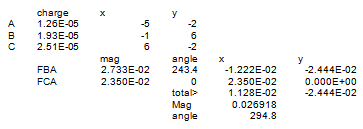 charge x y
A 1.26E-05 -5 -2
B 1.93E-05 -1 6
C 2.51E-05 6 -2
mag angle x y
FBA 2.733E-02 243.4 -1.222E-02 -2.444E-02
FCA 2.350E-02 0 2.350E-02 0.000E+00
total> 1.128E-02 -2.444E-02
Mag 0.026918
angle 294.8